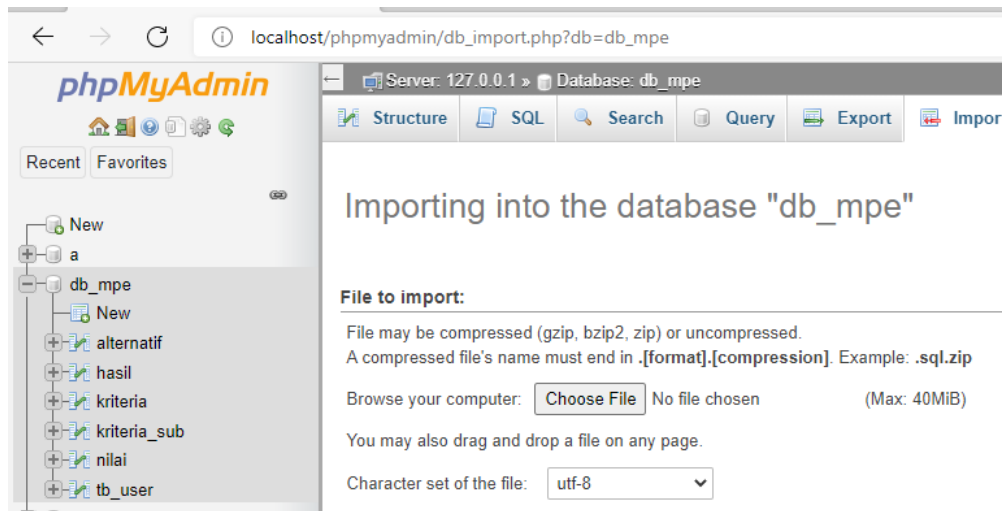 localhost/phpmyadmin/db_import.php?db=db_mpe
phpMyAdmin
Recent Favorites
New
a
db_mpe
New
alternatif
hasil
kriteria
kriteria_sub
nilai
tb_user
Server: 127.0.0.1 » Database: db_mpe
Structure SQL Search Query Export Impor
Importing into the database "db_mpe"
File to import:
File may be compressed (gzip, bzip2, zip) or uncompressed.
A compressed file's name must end in .[format].[compression]. Example: .sql.zip
Browse your computer: Choose File No file chosen (Max: 40MiB)
You may also drag and drop a file on any page.
Character set of the file: utf-8